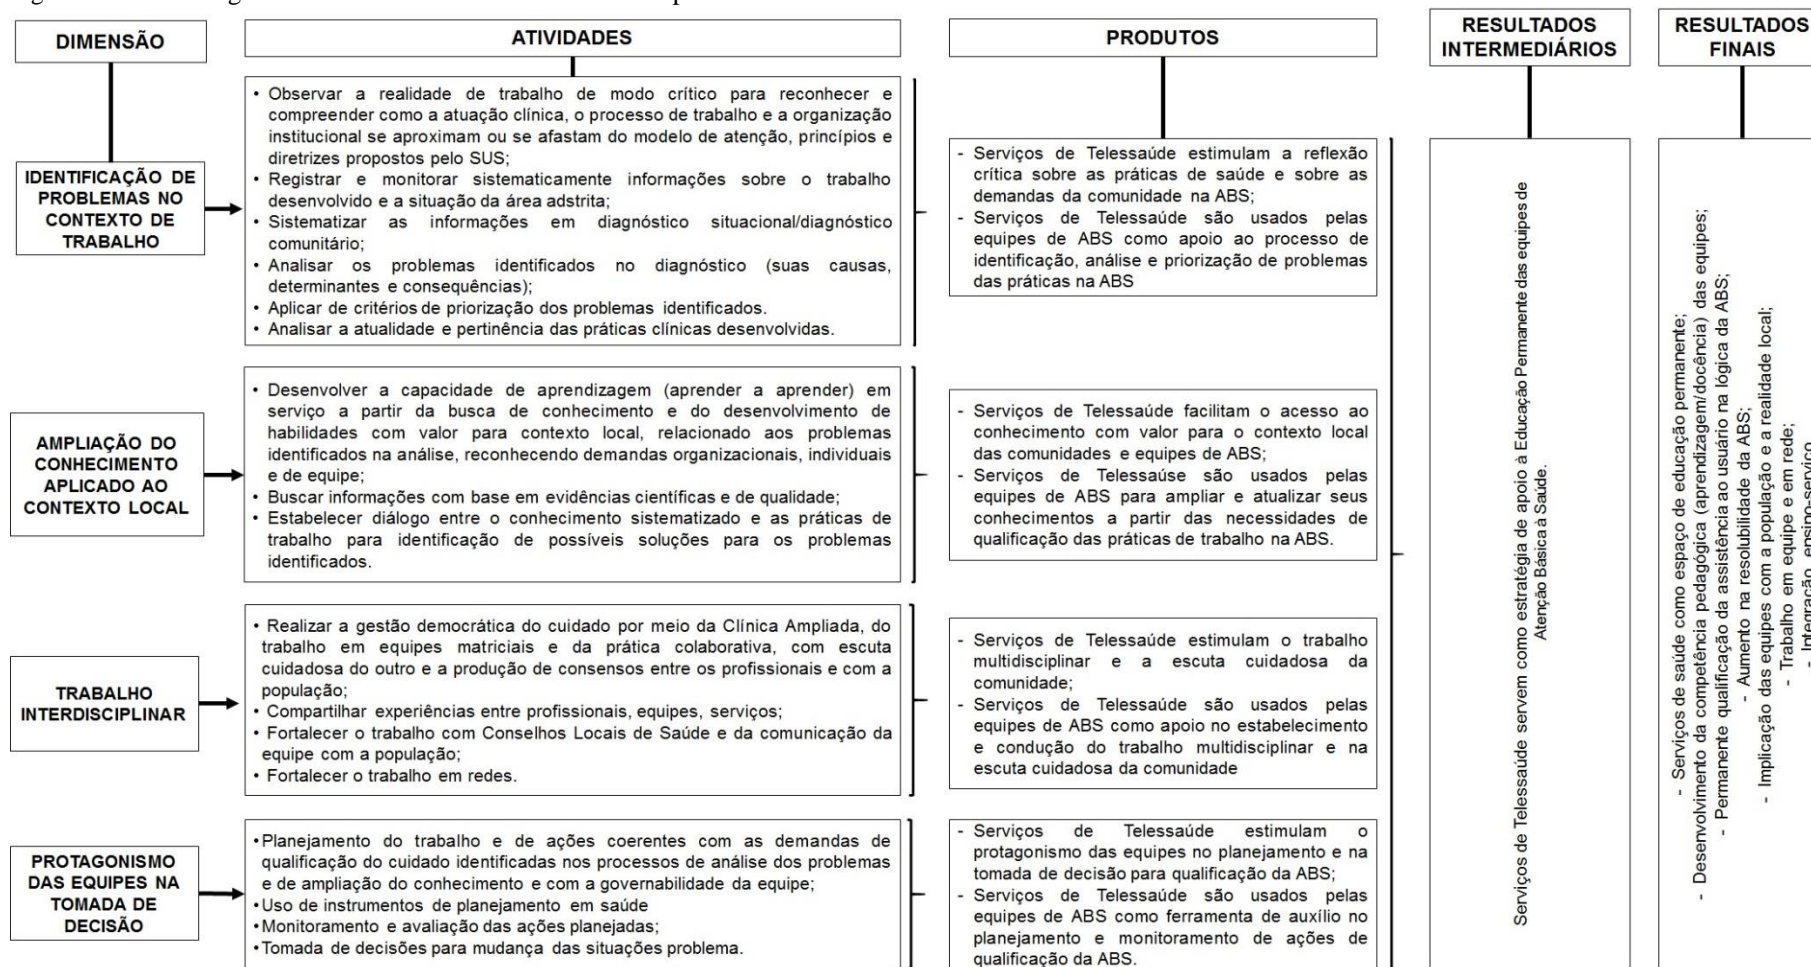 DIMENSÃO
ATIVIDADES
PRODUTOS
RESULTADOS
INTERMEDIÁRIOS
RESULTADOS
FINAIS
IDENTIFICAÇÃO DE
PROBLEMAS NO
CONTEXTO DE
TRABALHO
• Observar a realidade de trabalho de modo crítico para reconhecer e
compreender como a atuação clínica, o processo de trabalho e a organização
institucional se aproximam ou se afastam do modelo de atenção, princípios e
diretrizes propostos pelo SUS;
• Registrar e monitorar sistematicamente informações sobre o trabalho
desenvolvido e a situação da área adstrita;
• Sistematizar as informações em diagnóstico situacional/diagnóstico
comunitário;
• Analisar os problemas identificados no diagnóstico (suas causas,
determinantes e consequências);
• Aplicar de critérios de priorização dos problemas identificados.
• Analisar a atualidade e pertinência das práticas clínicas desenvolvidas.
- Serviços de Telessaúde estimulam a reflexão
crítica sobre as práticas de saúde e sobre as
demandas da comunidade na ABS;
- Serviços de Telessaúde são usados pelas
equipes de ABS como apoio ao processo de
identificação, análise e priorização de problemas
das práticas na ABS
AMPLIAÇÃO DO
CONHECIMENTO
APLICADO AO
CONTEXTO LOCAL
• Desenvolver a capacidade de aprendizagem (aprender a aprender) em
serviço a partir da busca de conhecimento e do desenvolvimento de
habilidades com valor para contexto local, relacionado aos problemas
identificados na análise, reconhecendo demandas organizacionais, individuais
e de equipe;
• Buscar informações com base em evidências científicas e de qualidade;
• Estabelecer diálogo entre o conhecimento sistematizado e as práticas de
trabalho para identificação de possíveis soluções para os problemas
identificados.
- Serviços de Telessaúde facilitam o acesso ao
conhecimento com valor para o contexto local
das comunidades e equipes de ABS;
- Serviços de Telessaúse são usados pelas
equipes de ABS para ampliar e atualizar seus
conhecimentos a partir das necessidades de
qualificação das práticas de trabalho na ABS.
TRABALHO
INTERDISCIPLINAR
• Realizar a gestão democrática do cuidado por meio da Clínica Ampliada, do
trabalho em equipes matriciais e da prática colaborativa, com escuta
cuidadosa do outro e a produção de consensos entre os profissionais e com a
população;
• Compartilhar experiências entre profissionais, equipes, serviços;
• Fortalecer o trabalho com Conselhos Locais de Saúde e da comunicação da
equipe com a população;
• Fortalecer o trabalho em redes.
- Serviços de Telessaúde estimulam o trabalho
multidisciplinar e a escuta cuidadosa da
comunidade;
- Serviços de Telessaúde são usados pelas
equipes de ABS como apoio no estabelecimento
e condução do trabalho multidisciplinar e na
escuta cuidadosa da comunidade
PROTAGONISMO
DAS EQUIPES NA
TOMADA DE
DECISÃO
•Planejamento do trabalho e de ações coerentes com as demandas de
qualificação do cuidado identificadas nos processos de análise dos problemas
e de ampliação do conhecimento e com a governabilidade da equipe;
•Uso de instrumentos de planejamento em saúde
•Monitoramento e avaliação das ações planejadas;
•Tomada de decisões para mudança das situações problema.
- Serviços de Telessaúde estimulam o
protagonismo das equipes no planejamento e na
tomada de decisão para qualificação da ABS;
- Serviços de Telessaúde são usados pelas
equipes de ABS como ferramenta de auxílio no
planejamento e monitoramento de ações de
qualificação da ABS.
Serviços de Telessaúde servem como estratégia de apoio à Educação Permanente das equipes de
Atenção Básica à Saúde.
- Serviços de saúde como espaço de educação permanente;
- Desenvolvimento da competência pedagógica (aprendizagem/docência) das equipes;
- Permanente qualificação da assistência ao usuário na lógica da ABS;
- Aumento na resolubilidade da ABS;
- Implicação das equipes com a população e a realidade local;
- Trabalho em equipe e em rede;
- Integração ensino-serviço